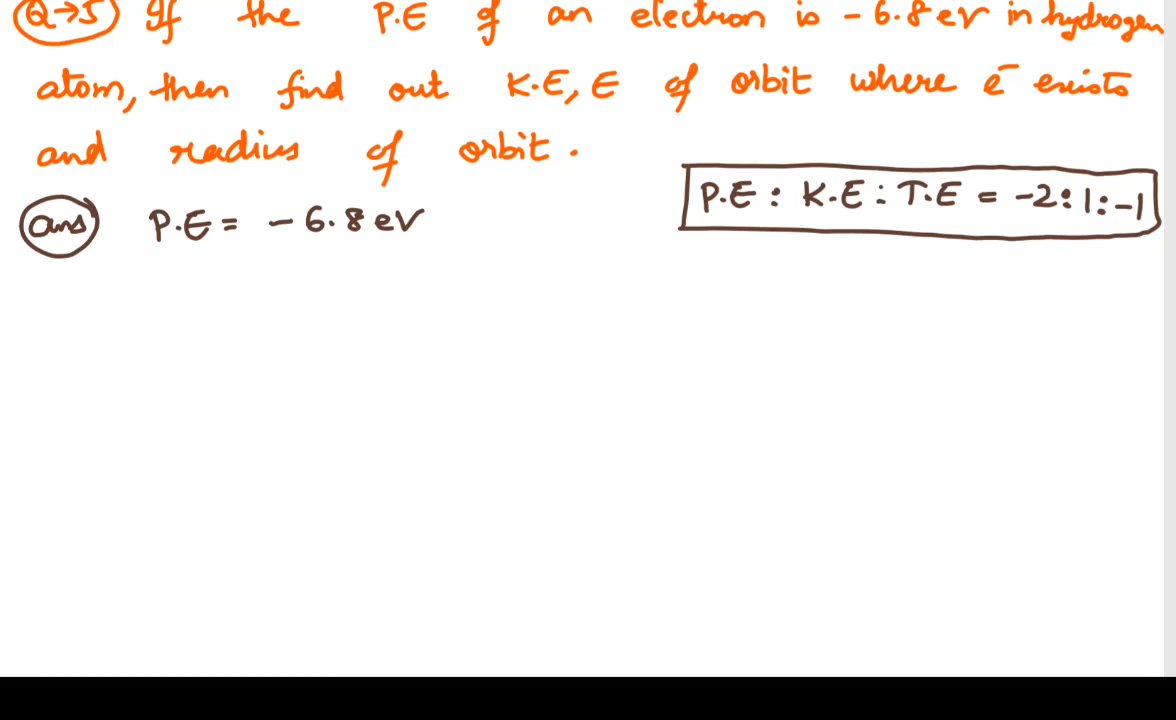 Q→5 If the P.E of an electron is -6.8 eV in hydrogen
atom, then find out K.E, E of orbit where e⁻ exists
and radius of orbit.
P.E : K.E : T.E = -2:1:-1
ans P.E = -6.8 eV